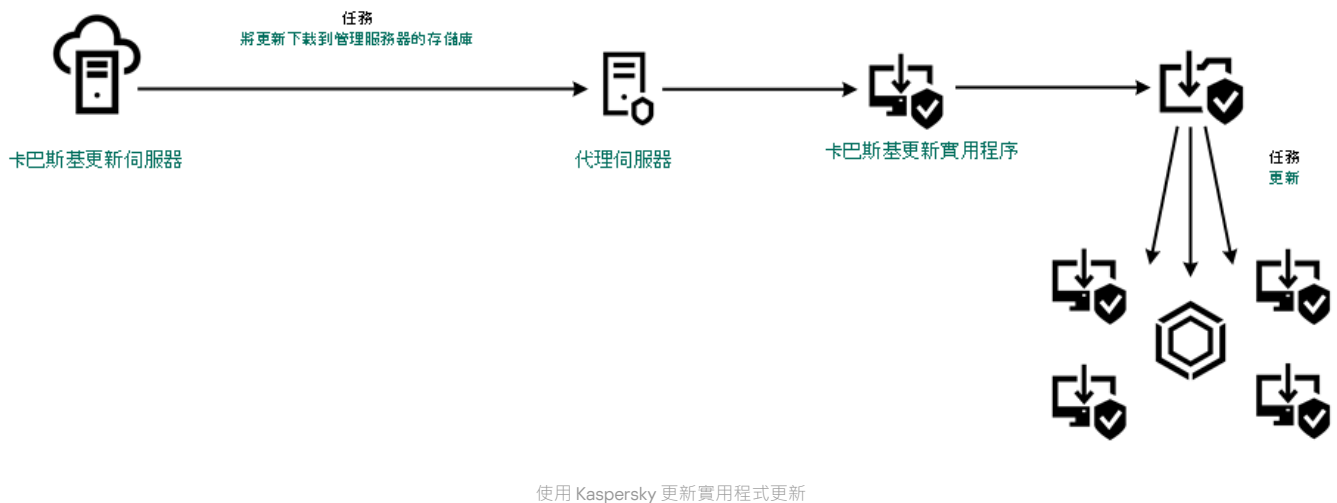 任務
將更新下載到管理服務器的存儲庫
卡巴斯基更新伺服器
代理伺服器
卡巴斯基更新實用程序
任務
更新
使用 Kaspersky 更新實用程式更新